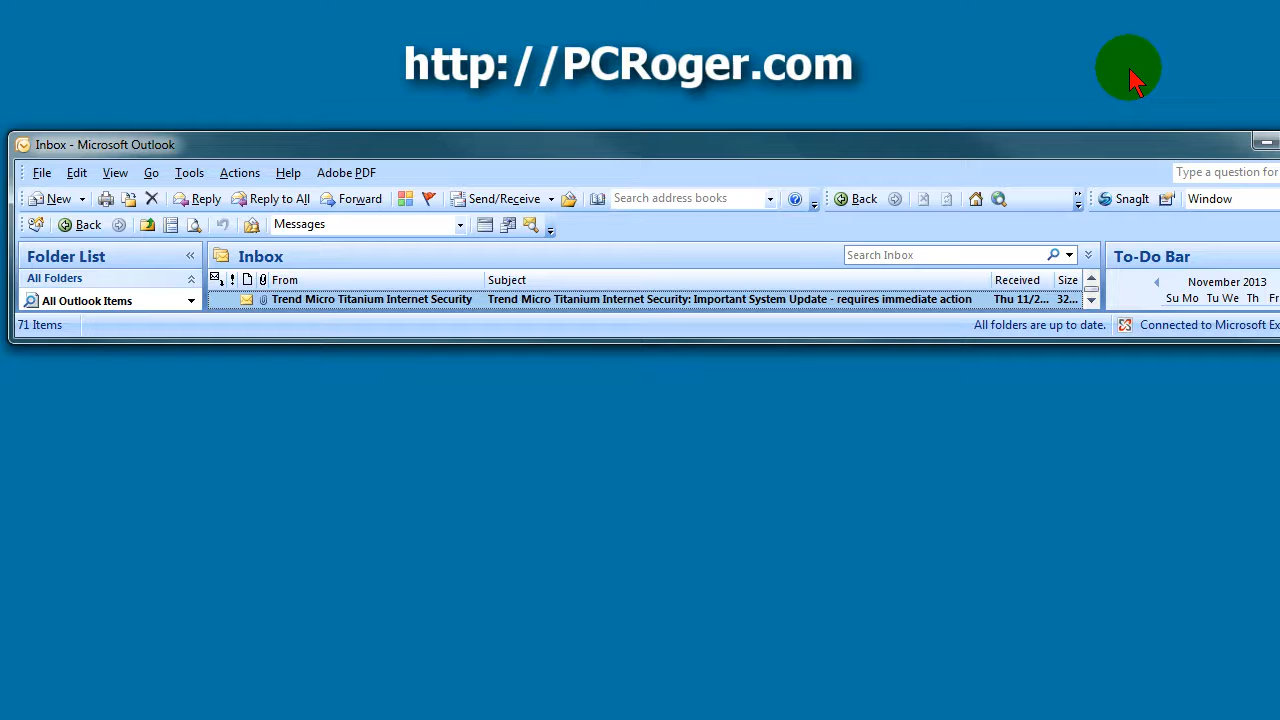 http://PCRoger.com
Inbox - Microsoft Outlook
File Edit View Go Tools Actions Help Adobe PDF Type a question for
New Reply Reply to All Forward Send/Receive Search address books Back SnagIt Window
Back Messages
Folder List Inbox Search Inbox To-Do Bar
All Folders From Subject Received Size November 2013
All Outlook Items Trend Micro Titanium Internet Security Trend Micro Titanium Internet Security: Important System Update - requires immediate action Thu 11/2... 32... Su Mo Tu We Th Fr
71 Items All folders are up to date. Connected to Microsoft Ex